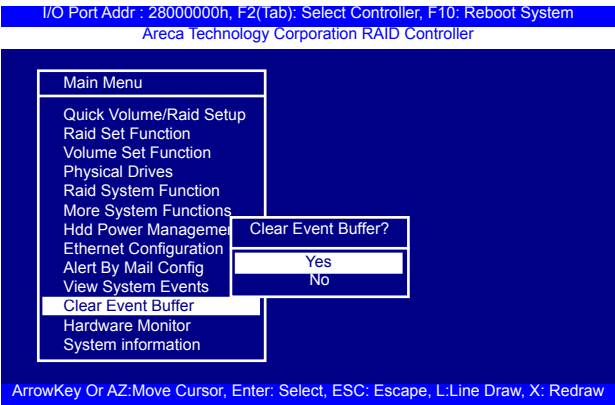 I/O Port Addr : 28000000h, F2(Tab): Select Controller, F10: Reboot System
Areca Technology Corporation RAID Controller
Main Menu
Quick Volume/Raid Setup
Raid Set Function
Volume Set Function
Physical Drives
Raid System Function
More System Functions
Hdd Power Managemen
Ethernet Configuration
Alert By Mail Config
View System Events
Clear Event Buffer
Hardware Monitor
System information
Clear Event Buffer?
Yes
No
ArrowKey Or AZ:Move Cursor, Enter: Select, ESC: Escape, L:Line Draw, X: Redraw